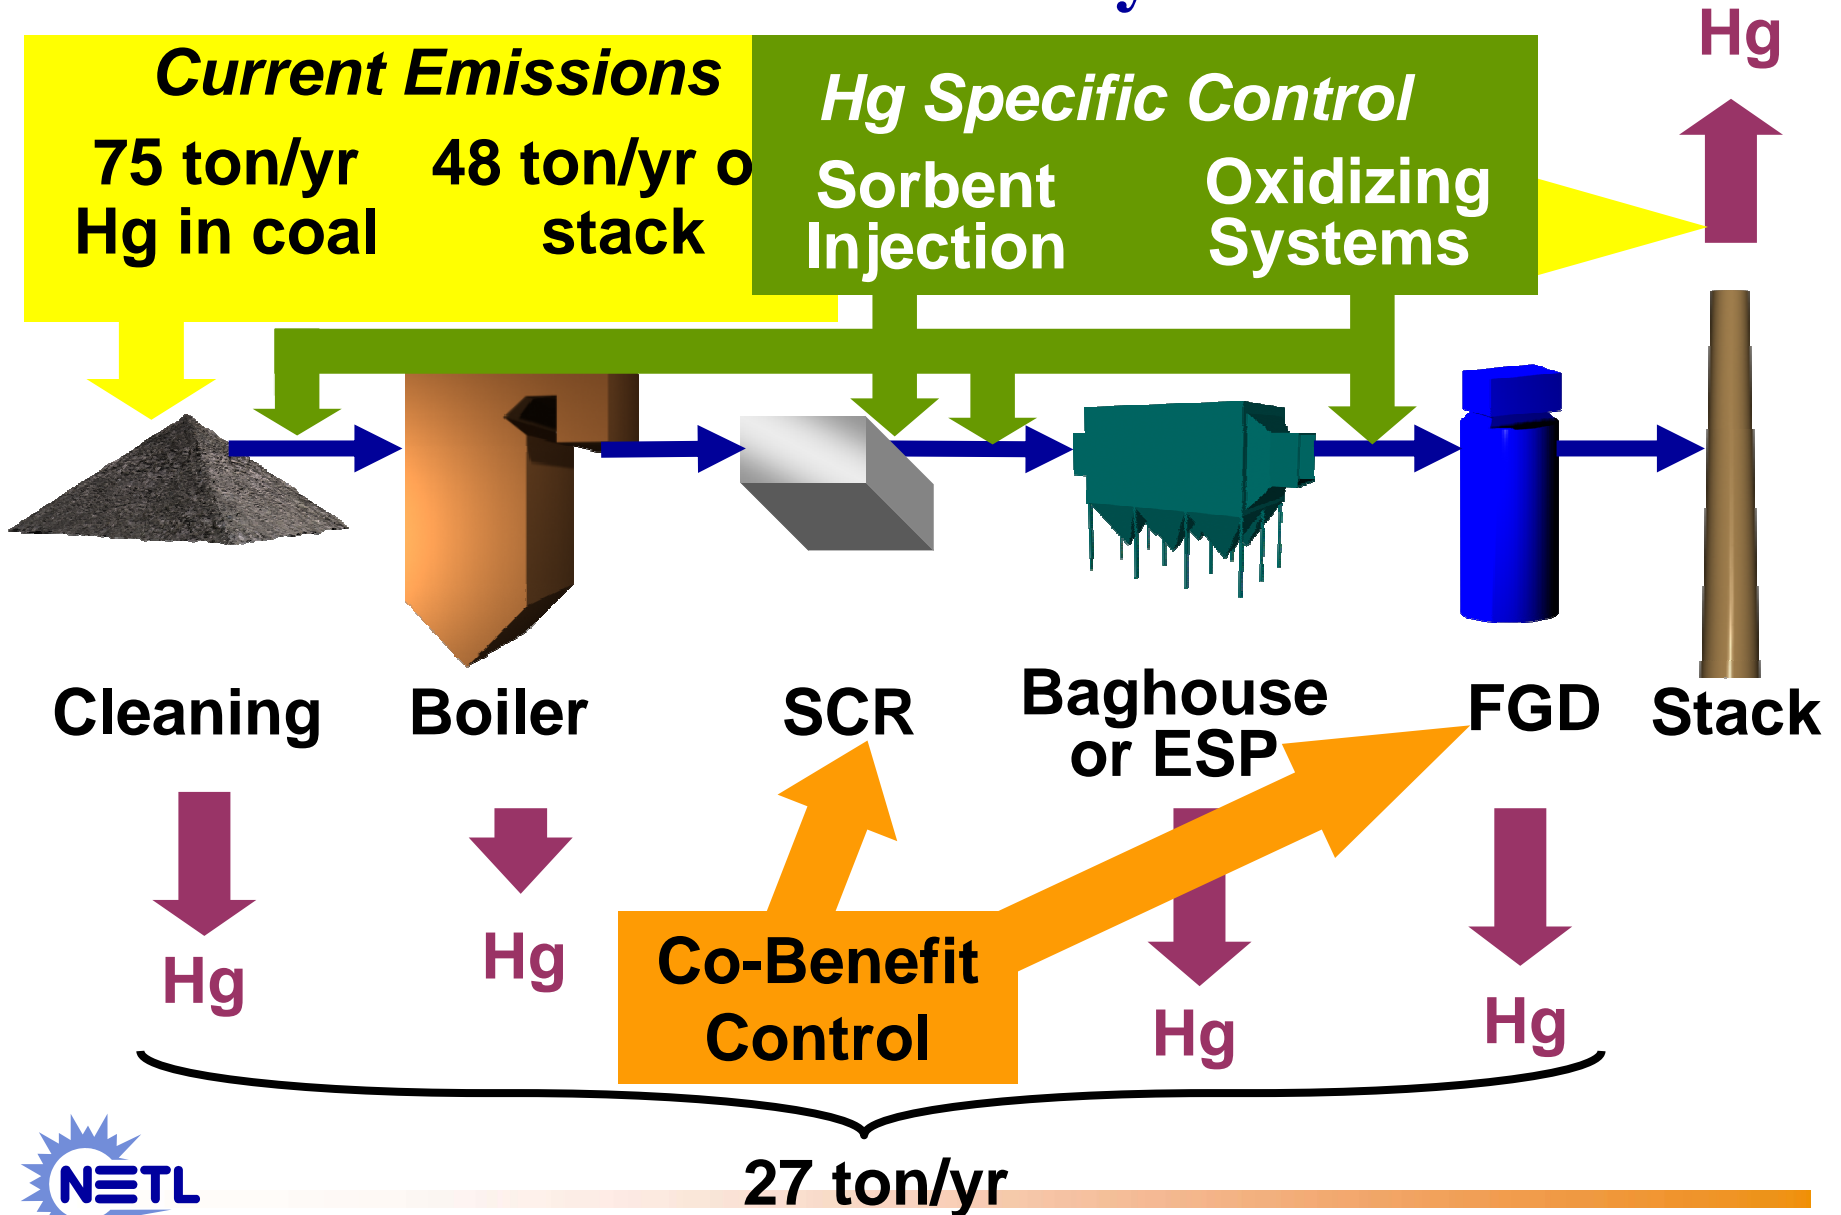 Hg
Current Emissions
75 ton/yr
Hg in coal
48 ton/yr o
stack
Hg Specific Control
Sorbent
Injection
Oxidizing
Systems
Cleaning
Boiler
SCR
Baghouse
or ESP
FGD
Stack
Hg
Hg
Co-Benefit
Control
Hg
Hg
27 ton/yr
NETL